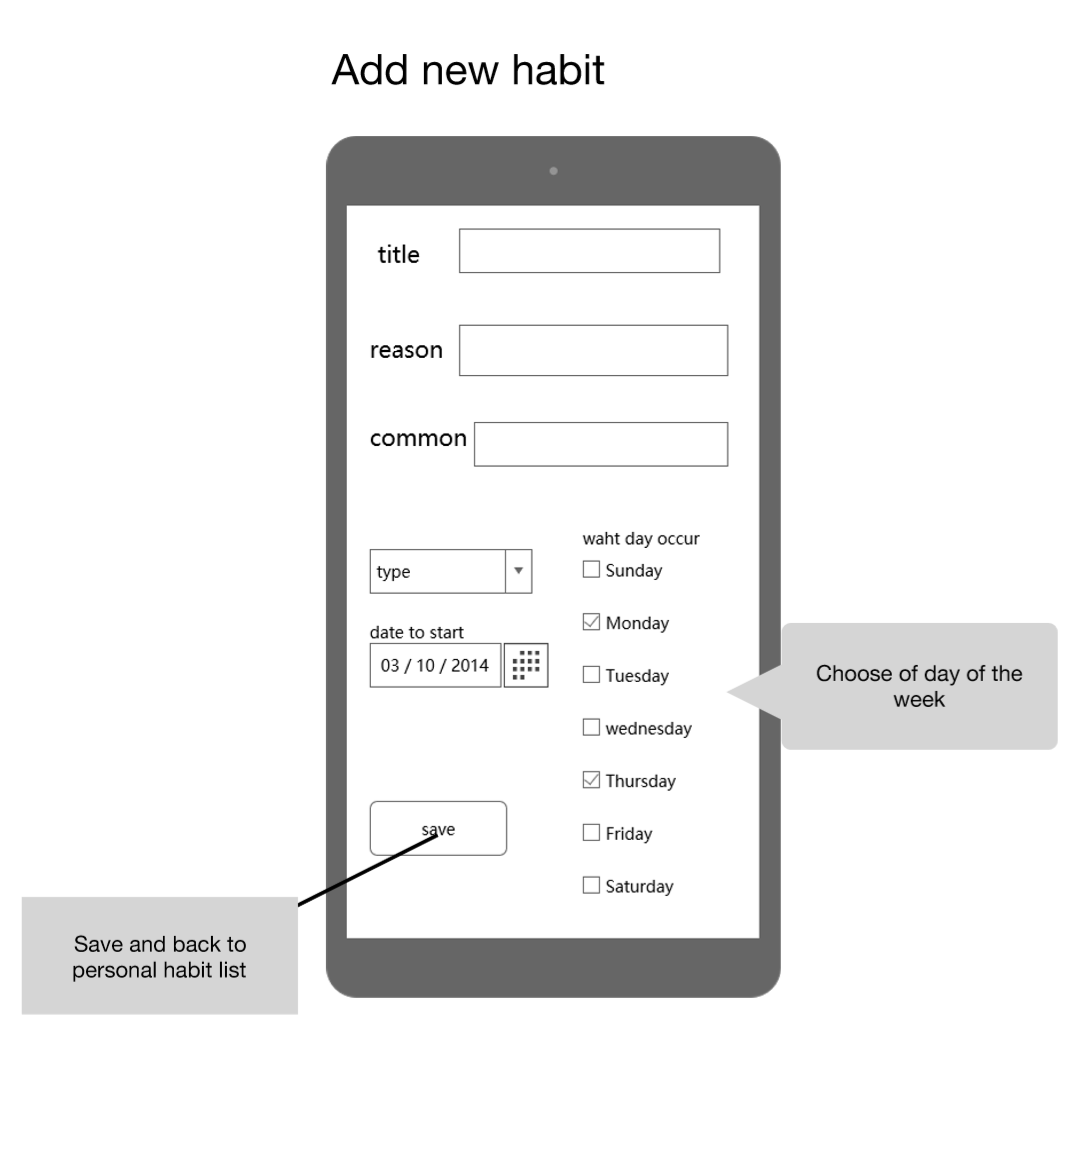 Add new habit
title
reason
common
type
date to start
03 / 10 / 2014
save
waht day occur
Sunday
Monday
Tuesday
wednesday
Thursday
Friday
Saturday
Choose of day of the
week
Save and back to
personal habit list